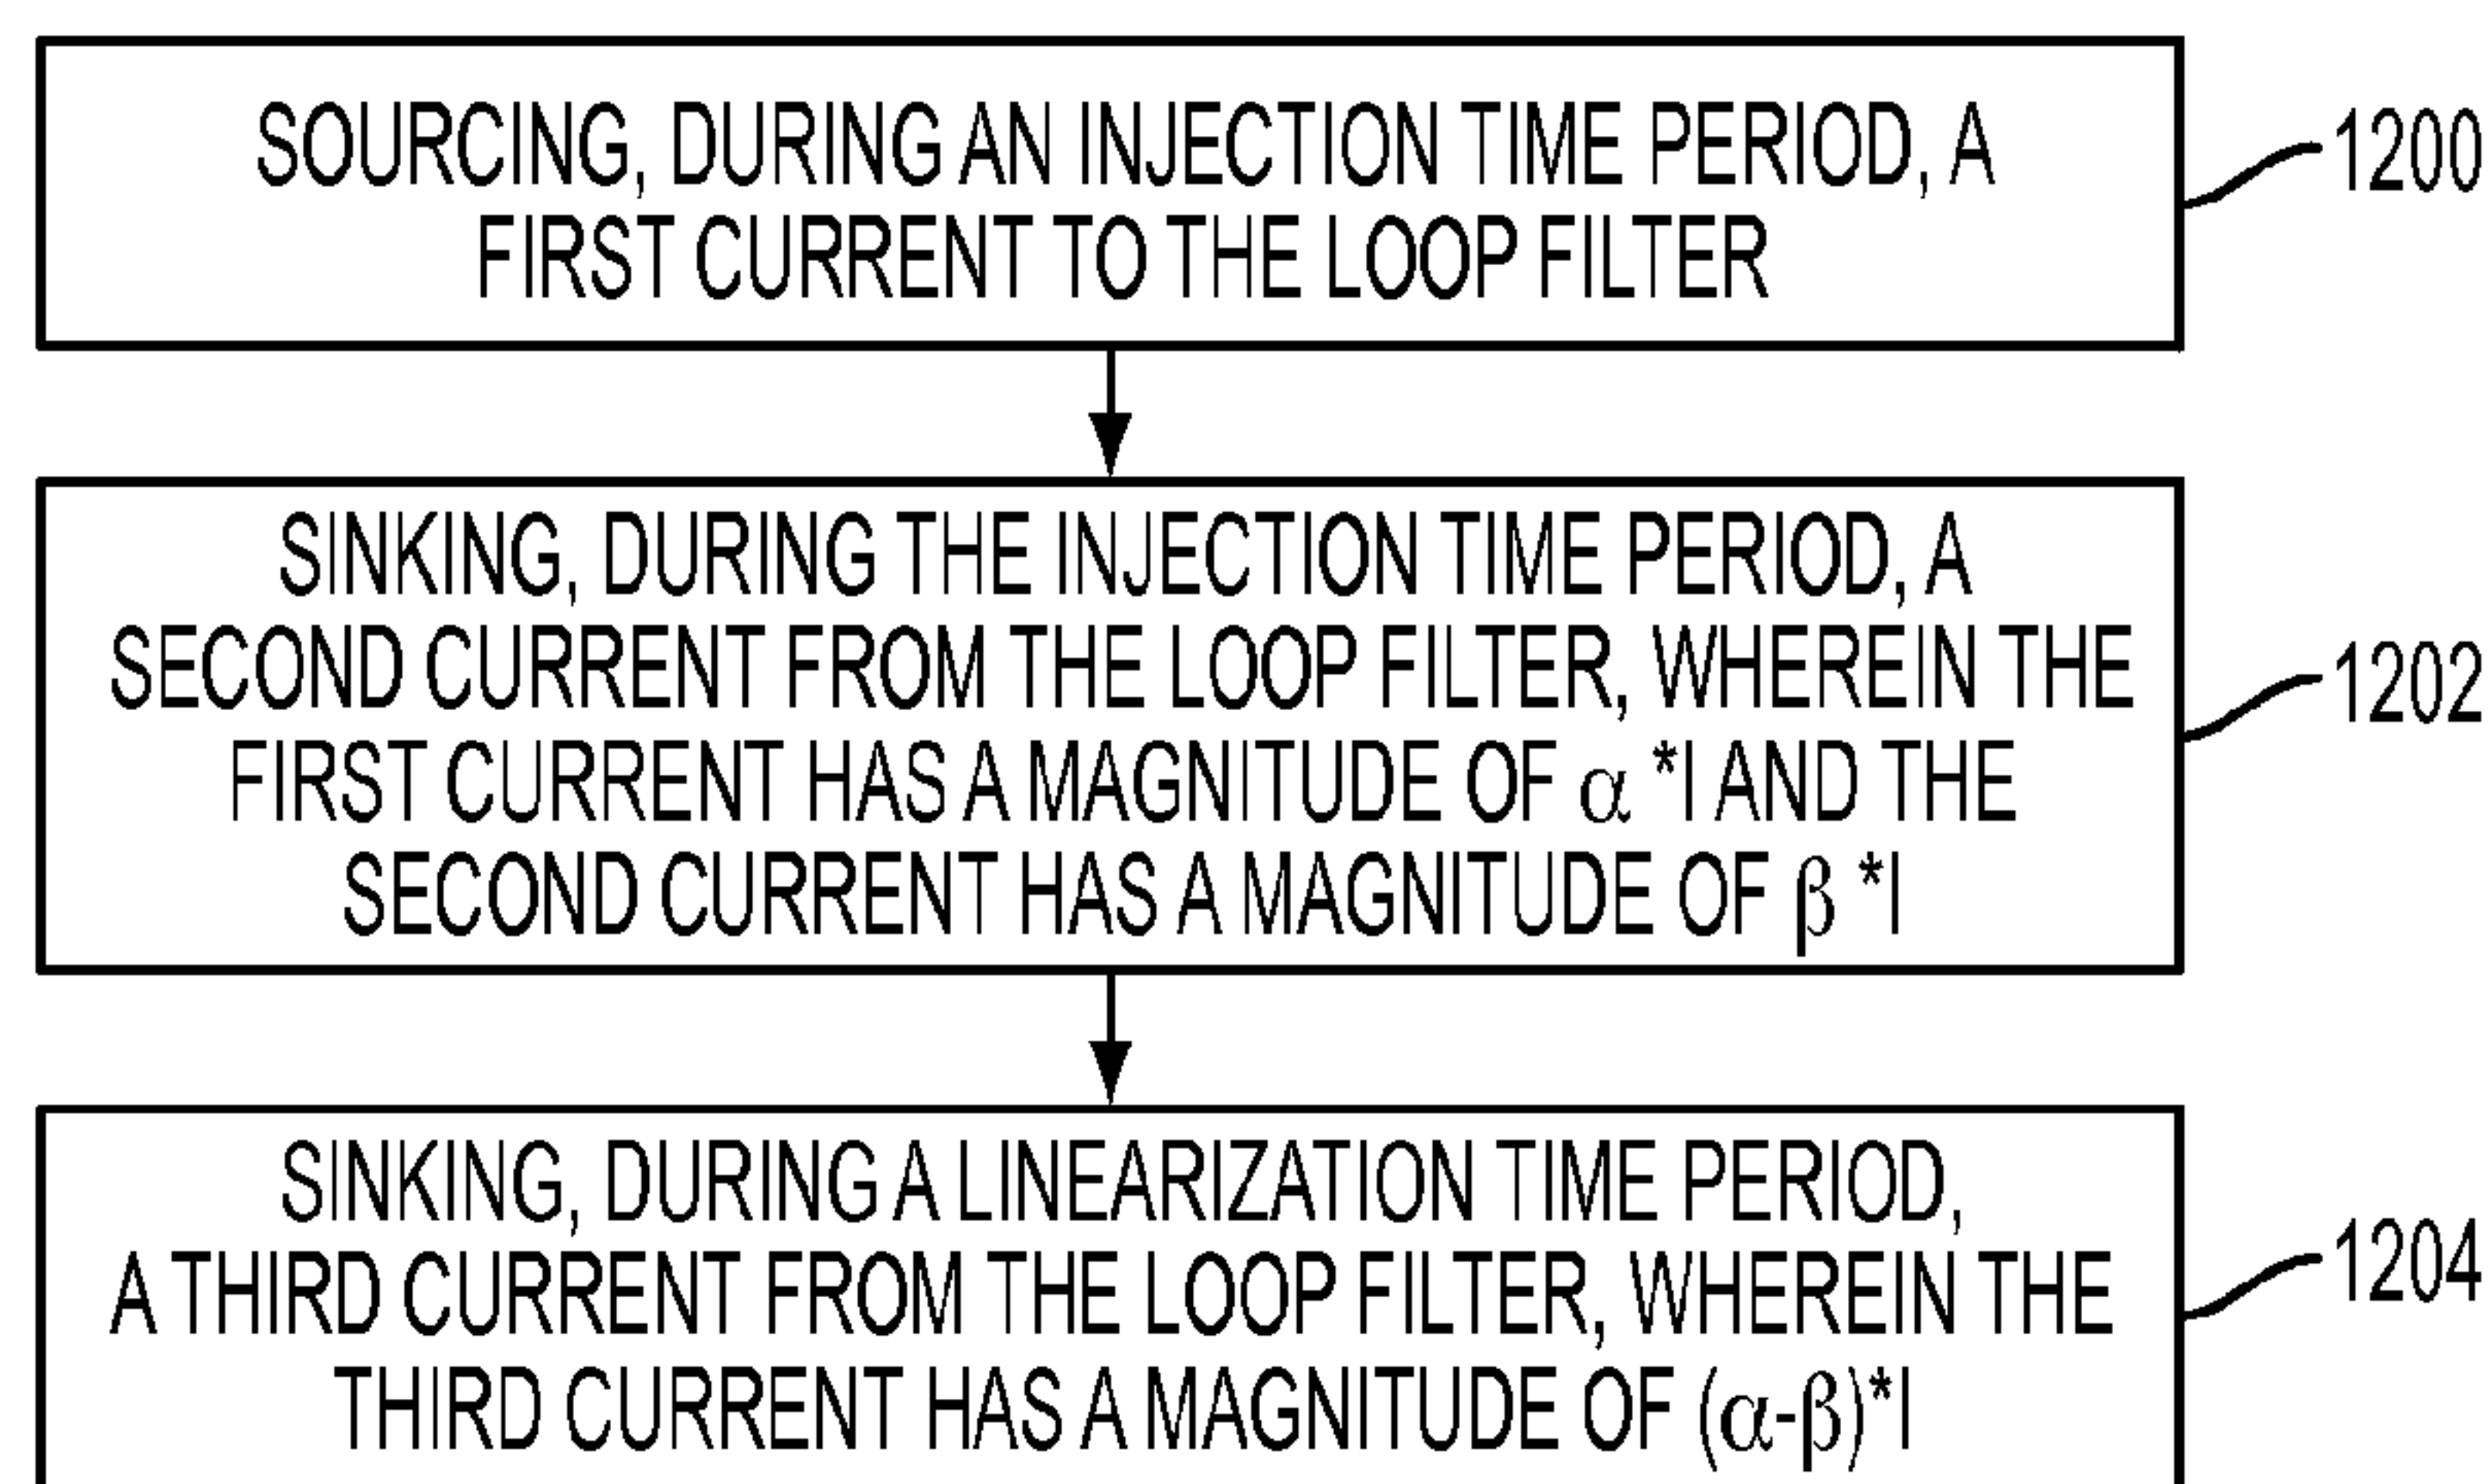 SOURCING, DURING AN INJECTION TIME PERIOD, A
FIRST CURRENT TO THE LOOP FILTER
1200
SINKING, DURING THE INJECTION TIME PERIOD, A
SECOND CURRENT FROM THE LOOP FILTER, WHEREIN THE
FIRST CURRENT HAS A MAGNITUDE OF α *I AND THE
SECOND CURRENT HAS A MAGNITUDE OF β *I
1202
SINKING, DURING A LINEARIZATION TIME PERIOD,
A THIRD CURRENT FROM THE LOOP FILTER, WHEREIN THE
THIRD CURRENT HAS A MAGNITUDE OF (α-β)*I
1204